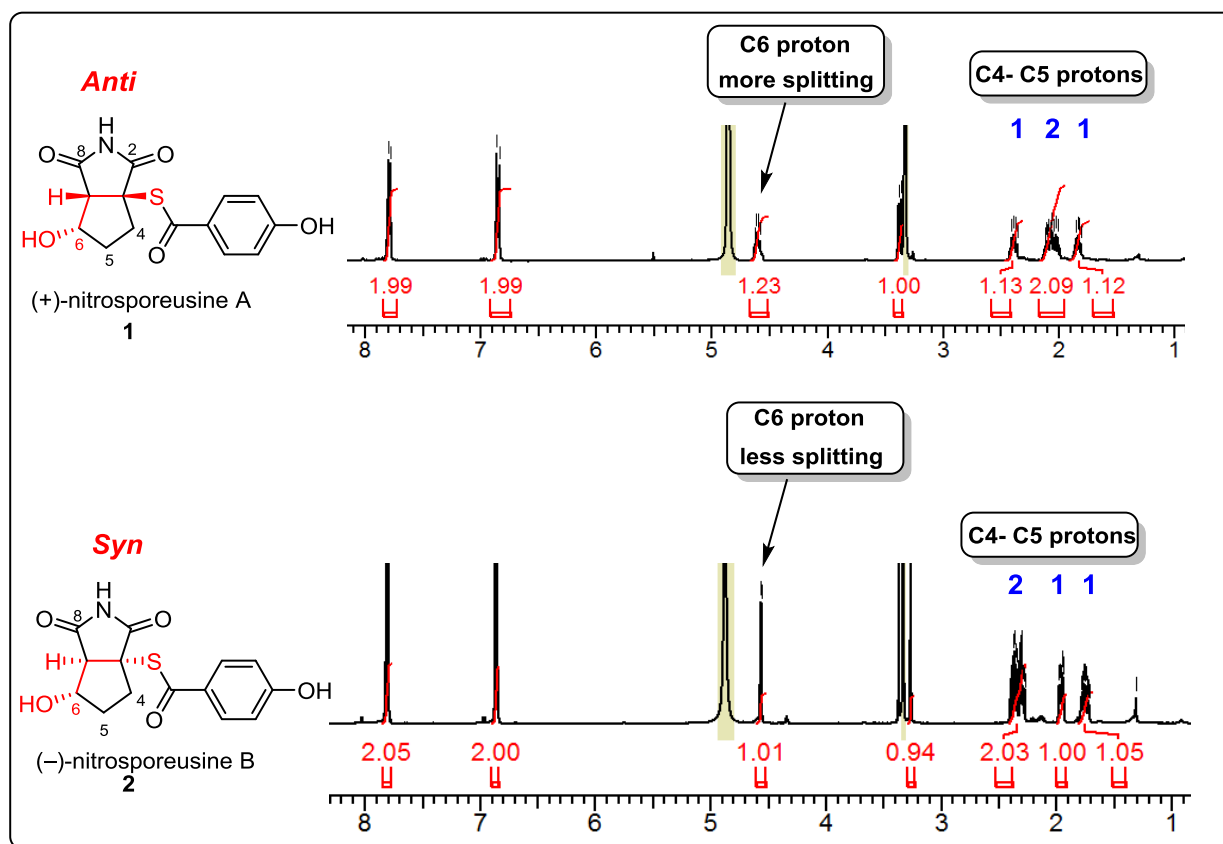 C6 proton
more splitting
C4- C5 protons
1 2 1
Anti
H
N
O 8 2 O
H S
HO 6 4 O OH
5
(+)-nitrosporeusine A
1
1.99 1.99 1.23 1.00 1.13 2.09 1.12
8 7 6 5 4 3 2 1
C6 proton
less splitting
C4- C5 protons
2 1 1
Syn
H
N
O 8 2 O
H S
HO 6 4 O OH
5
(–)-nitrosporeusine B
2
2.05 2.00 1.01 0.94 2.03 1.00 1.05
8 7 6 5 4 3 2 1